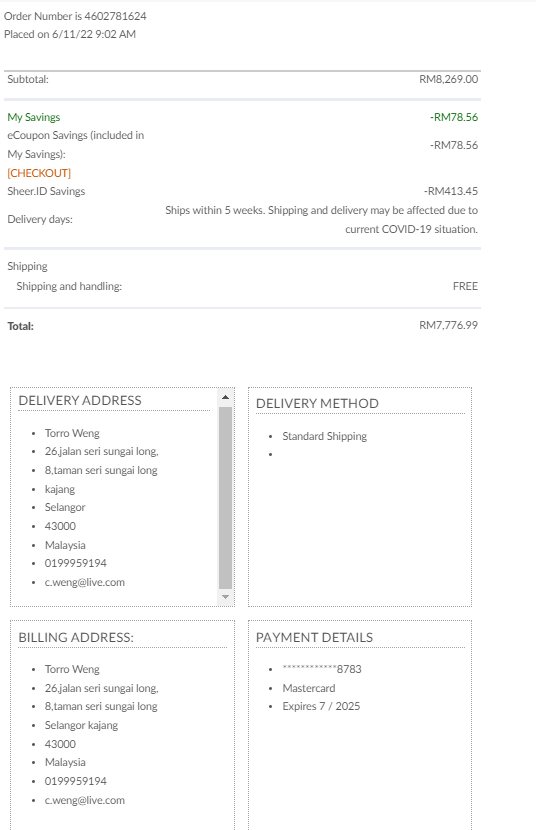 Order Number is 4602781624
Placed on 6/11/22 9:02 AM
Subtotal: RM8,269.00
My Savings -RM78.56
eCoupon Savings (included in
My Savings): -RM78.56
[CHECKOUT]
Sheer.ID Savings -RM413.45
Delivery days: Ships within 5 weeks. Shipping and delivery may be affected due to
current COVID-19 situation.
Shipping
Shipping and handling: FREE
Total: RM7,776.99
DELIVERY ADDRESS
• Torro Weng
• 26,jalan seri sungai long,
• 8,taman seri sungai long
• kajang
• Selangor
• 43000
• Malaysia
• 0199959194
• c.weng@live.com
DELIVERY METHOD
• Standard Shipping
•
BILLING ADDRESS:
• Torro Weng
• 26,jalan seri sungai long,
• 8,taman seri sungai long
• Selangor kajang
• 43000
• Malaysia
• 0199959194
• c.weng@live.com
PAYMENT DETAILS
• ************8783
• Mastercard
• Expires 7 / 2025